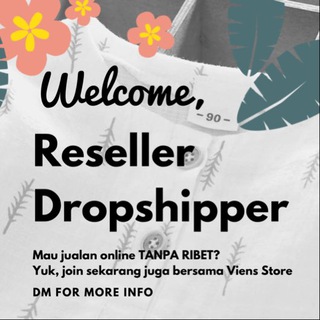 Welcome,
– 90 –
Reseller
Dropshipper
Mau jualan online TANPA RIBET?
Yuk, join sekarang juga bersama Viens Store
DM FOR MORE INFO